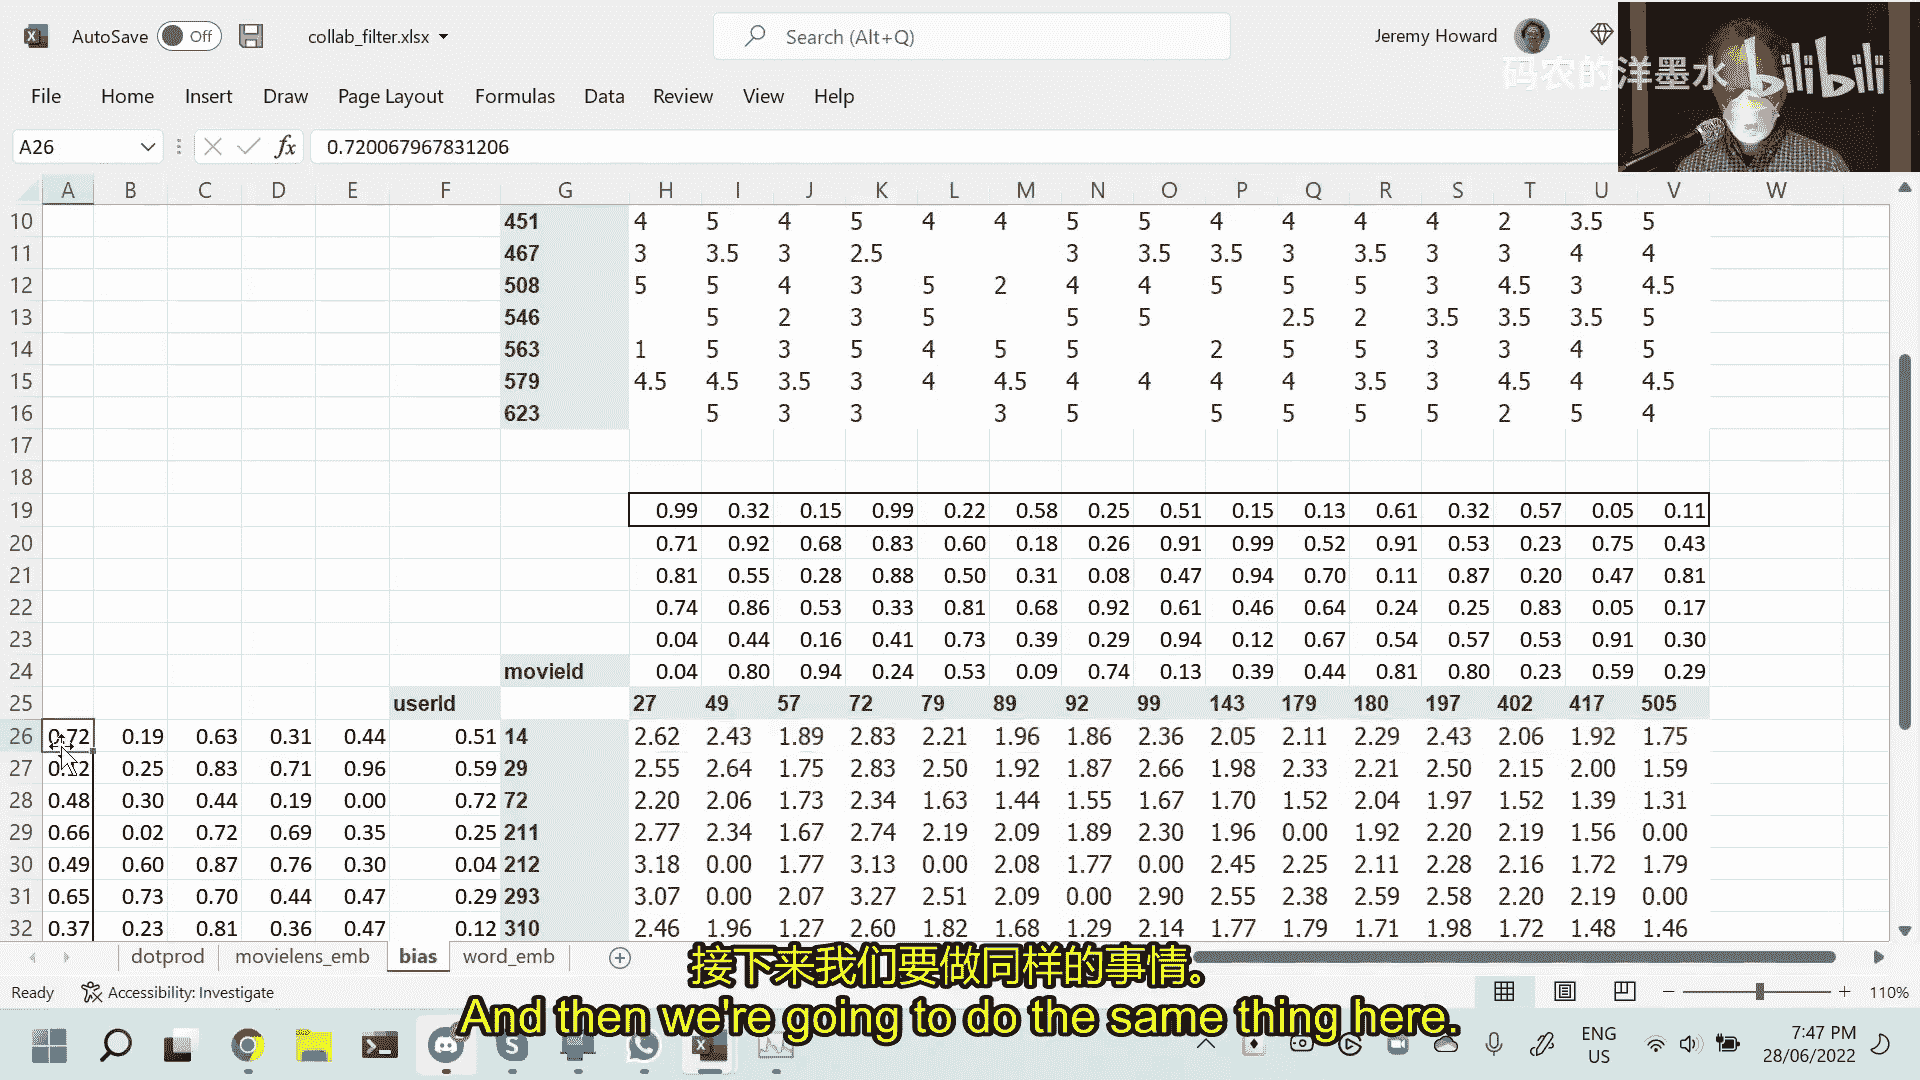 AutoSave Off collab_filter.xlsx Search (Alt+Q) Jeremy Howard
码农的洋墨水 bilibili
File Home Insert Draw Page Layout Formulas Data Review View Help
A26 fx 0.720067967831206
A B C D E F G H I J K L M N O P Q R S T U V W
10 451 4 5 4 5 4 4 5 5 4 4 4 4 2 3.5 5
11 467 3 3.5 3 2.5 3 3.5 3.5 3 3.5 3 3 4 4
12 508 5 5 4 3 5 2 4 4 5 5 5 3 4.5 3 4.5
13 546 5 2 3 5 5 5 2.5 2 3.5 3.5 3.5 5
14 563 1 5 3 5 4 5 5 2 5 5 3 3 4 5
15 579 4.5 4.5 3.5 3 4 4.5 4 4 4 4 3.5 3 4.5 4 4.5
16 623 5 3 3 3 5 5 5 5 5 2 5 4
17
18
19 0.99 0.32 0.15 0.99 0.22 0.58 0.25 0.51 0.15 0.13 0.61 0.32 0.57 0.05 0.11
20 0.71 0.92 0.68 0.83 0.60 0.18 0.26 0.91 0.99 0.52 0.91 0.53 0.23 0.75 0.43
21 0.81 0.55 0.28 0.88 0.50 0.31 0.08 0.47 0.94 0.70 0.11 0.87 0.20 0.47 0.81
22 0.74 0.86 0.53 0.33 0.81 0.68 0.92 0.61 0.46 0.64 0.24 0.25 0.83 0.05 0.17
23 0.04 0.44 0.16 0.41 0.73 0.39 0.29 0.94 0.12 0.67 0.54 0.57 0.53 0.91 0.30
24 movieId 0.04 0.80 0.94 0.24 0.53 0.09 0.74 0.13 0.39 0.44 0.81 0.80 0.23 0.59 0.29
25 userId 27 49 57 72 79 89 92 99 143 179 180 197 402 417 505
26 0.72 0.19 0.63 0.31 0.44 0.51 14 2.62 2.43 1.89 2.83 2.21 1.96 1.86 2.36 2.05 2.11 2.29 2.43 2.06 1.92 1.75
27 0.25 0.83 0.71 0.96 0.59 29 2.55 2.64 1.75 2.83 2.50 1.92 1.87 2.66 1.98 2.33 2.21 2.50 2.15 2.00 1.59
28 0.48 0.30 0.44 0.19 0.00 0.72 72 2.20 2.06 1.73 2.34 1.63 1.44 1.55 1.67 1.70 1.52 2.04 1.97 1.52 1.39 1.31
29 0.66 0.02 0.72 0.69 0.35 0.25 211 2.77 2.34 1.67 2.74 2.19 2.09 1.89 2.30 1.96 0.00 1.92 2.20 2.19 1.56 0.00
30 0.49 0.60 0.87 0.76 0.30 0.04 212 3.18 0.00 1.77 3.13 0.00 2.08 1.77 0.00 2.45 2.25 2.11 2.28 2.16 1.72 1.79
31 0.65 0.73 0.70 0.44 0.47 0.29 293 3.07 0.00 2.07 3.27 2.51 2.09 0.00 2.90 2.55 2.38 2.59 2.58 2.20 2.19 0.00
32 0.37 0.23 0.81 0.36 0.47 0.12 310 2.46 1.96 1.27 2.60 1.82 1.68 1.29 2.14 1.77 1.79 1.71 1.98 1.72 1.48 1.46
dotprod movielens_emb bias word_emb
接下来我们要做同样的事情。
Ready Accessibility: Investigate 110%
And then we're going to do the same thing here.
ENG US 7:47 PM
28/06/2022